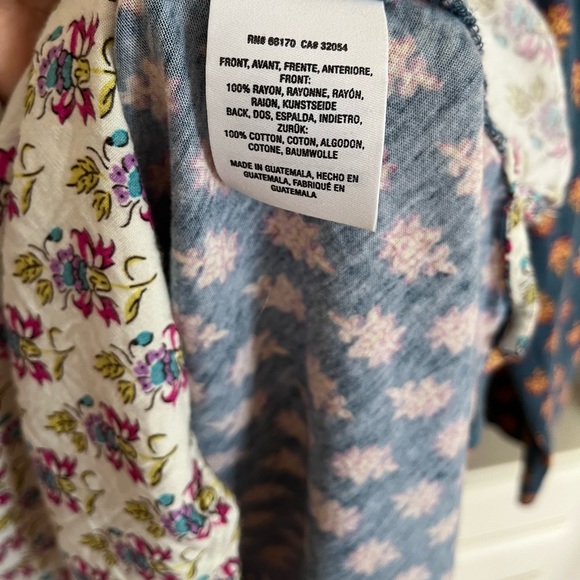 RN# 66170 CA# 32054
FRONT, AVANT, FRENTE, ANTERIORE,
FRONT:
100% RAYON, RAYONNE, RAYÓN,
RAION, KUNSTSEIDE
BACK, DOS, ESPALDA, INDIETRO,
ZURÜK:
100% COTTON, COTON, ALGODON,
COTONE, BAUMWOLLE
MADE IN GUATEMALA, HECHO EN
GUATEMALA, FABRIQUÉ EN
GUATEMALA